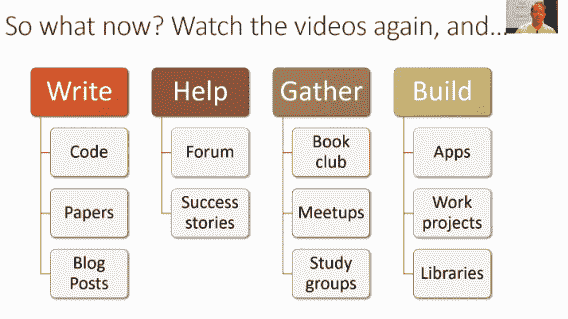 So what now? Watch the videos again, and...
Write
Help
Gather
Build
Code
Forum
Book
club
Apps
Papers
Success
stories
Meetups
Work
projects
Blog
Posts
Study
groups
Libraries